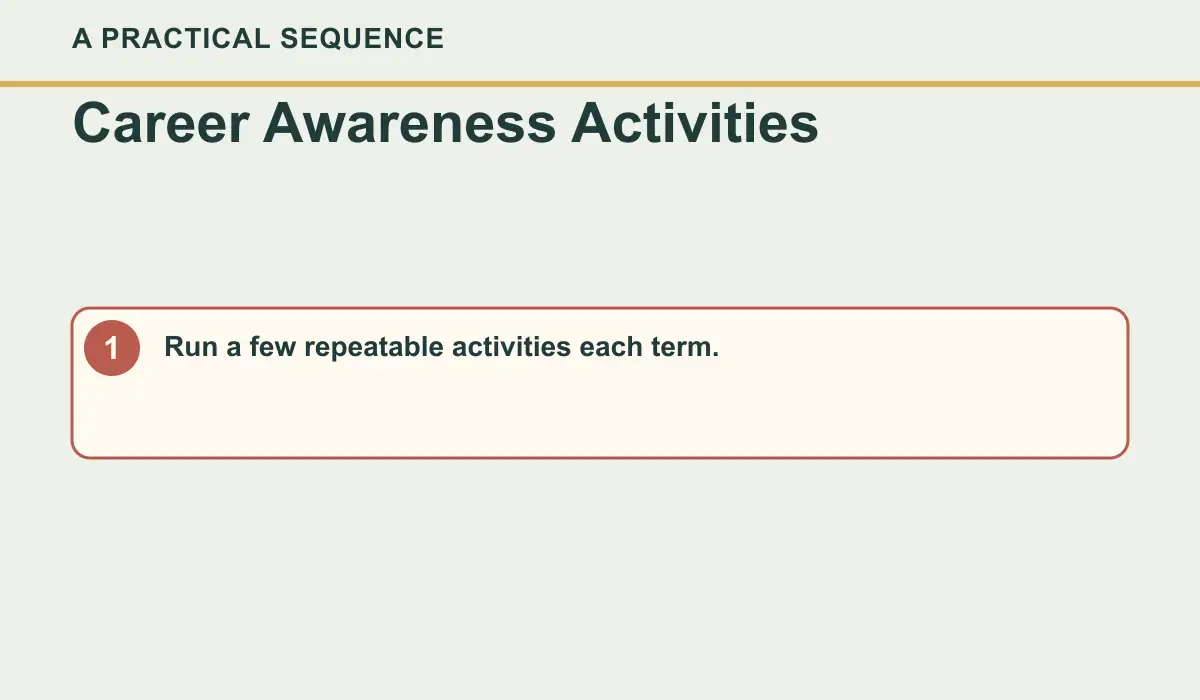 A PRACTICAL SEQUENCE
Career Awareness Activities
1
Run a few repeatable activities each term.